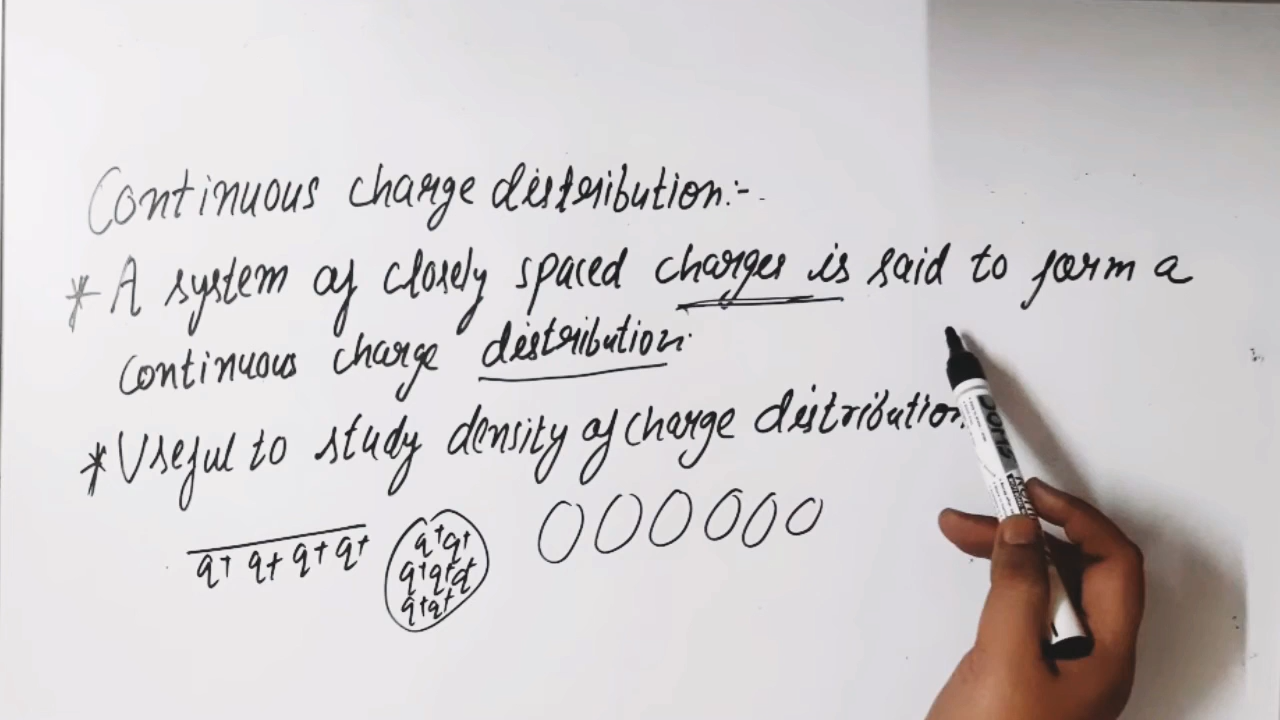 Continuous charge distribution:-
* A system of closely spaced charges is said to form a
continuous charge distribution.
* Useful to study density of charge distribution
q+ q+ q+ q+
q+ q+
q+ q+ q+
q+ q+
DOMS